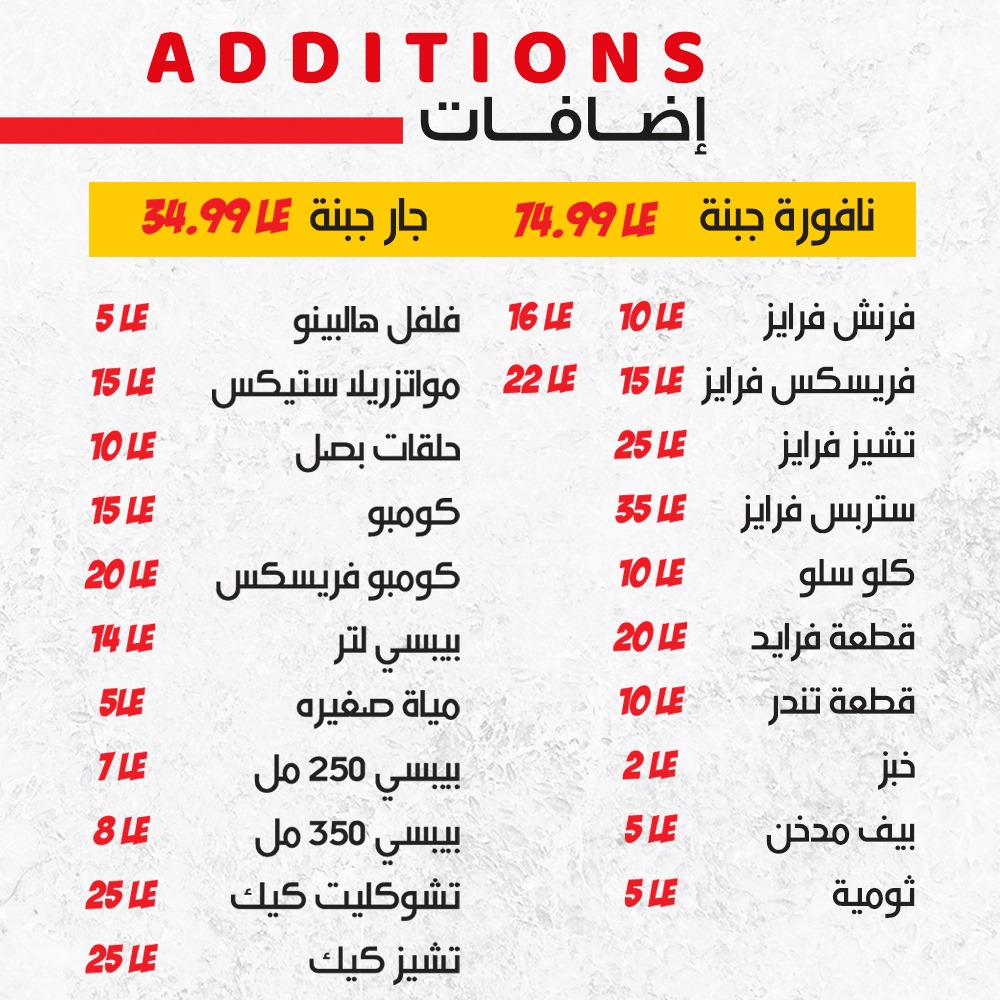 ADDITIONS
إضـافـات
نافورة جبنة 74.99 LE
جار جبنة 34.99 LE
فرنش فرايز 10 LE 16 LE
فريسكس فرايز 15 LE 22 LE
تشيز فرايز 25 LE
ستربس فرايز 35 LE
كلو سلو 10 LE
قطعة فرايد 20 LE
قطعة تندر 10 LE
خبز 2 LE
بيف مدخن 5 LE
ثومية 5 LE
فلفل هالبينو 5 LE
مواتزريلا ستيكس 15 LE
حلقات بصل 10 LE
كومبو 15 LE
كومبو فريسكس 20 LE
بيبسي لتر 14 LE
مياة صغيره 5LE
بيبسي 250 مل 7 LE
بيبسي 350 مل 8 LE
تشوكليت كيك 25 LE
تشيز كيك 25 LE